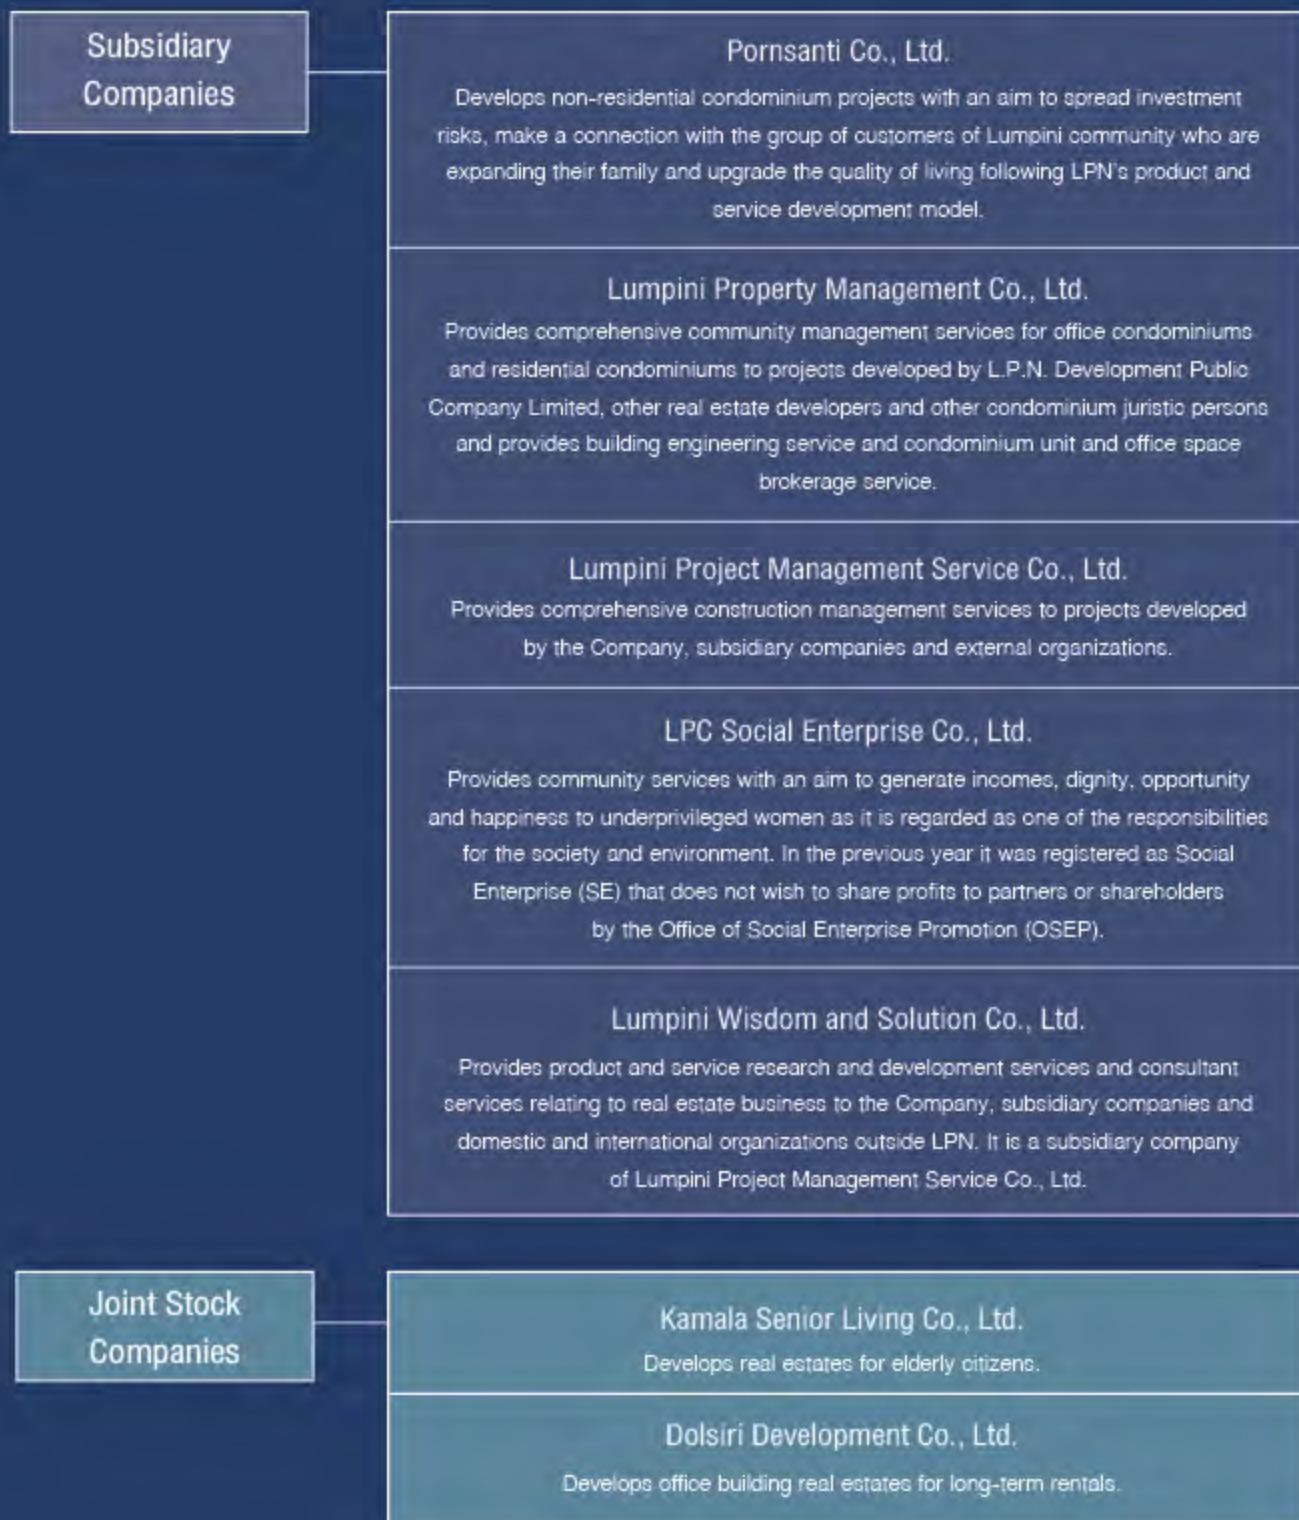 Subsidiary
Companies
Pornsanti Co., Ltd.
Develops non-residential condominium projects with an aim to spread investment
risks, make a connection with the group of customers of Lumpini community who are
expanding their family and upgrade the quality of living following LPN's product and
service development model.
Lumpini Property Management Co., Ltd.
Provides comprehensive community management services for office condominiums
and residential condominiums to projects developed by L.P.N. Development Public
Company Limited, other real estate developers and other condominium juristic persons
and provides building engineering service and condominium unit and office space
brokerage service.
Lumpini Project Management Service Co., Ltd.
Provides comprehensive construction management services to projects developed
by the Company, subsidiary companies and external organizations.
LPC Social Enterprise Co., Ltd.
Provides community services with an aim to generate incomes, dignity, opportunity
and happiness to underprivileged women as it is regarded as one of the responsibilities
for the society and environment. In the previous year it was registered as Social
Enterprise (SE) that does not wish to share profits to partners or shareholders
by the Office of Social Enterprise Promotion (OSEP).
Lumpini Wisdom and Solution Co., Ltd.
Provides product and service research and development services and consultant
services relating to real estate business to the Company, subsidiary companies and
domestic and international organizations outside LPN. It is a subsidiary company
of Lumpini Project Management Service Co., Ltd.
Joint Stock
Companies
Kamala Senior Living Co., Ltd.
Develops real estates for elderly citizens.
Dolsiri Development Co., Ltd.
Develops office building real estates for long-term rentals.